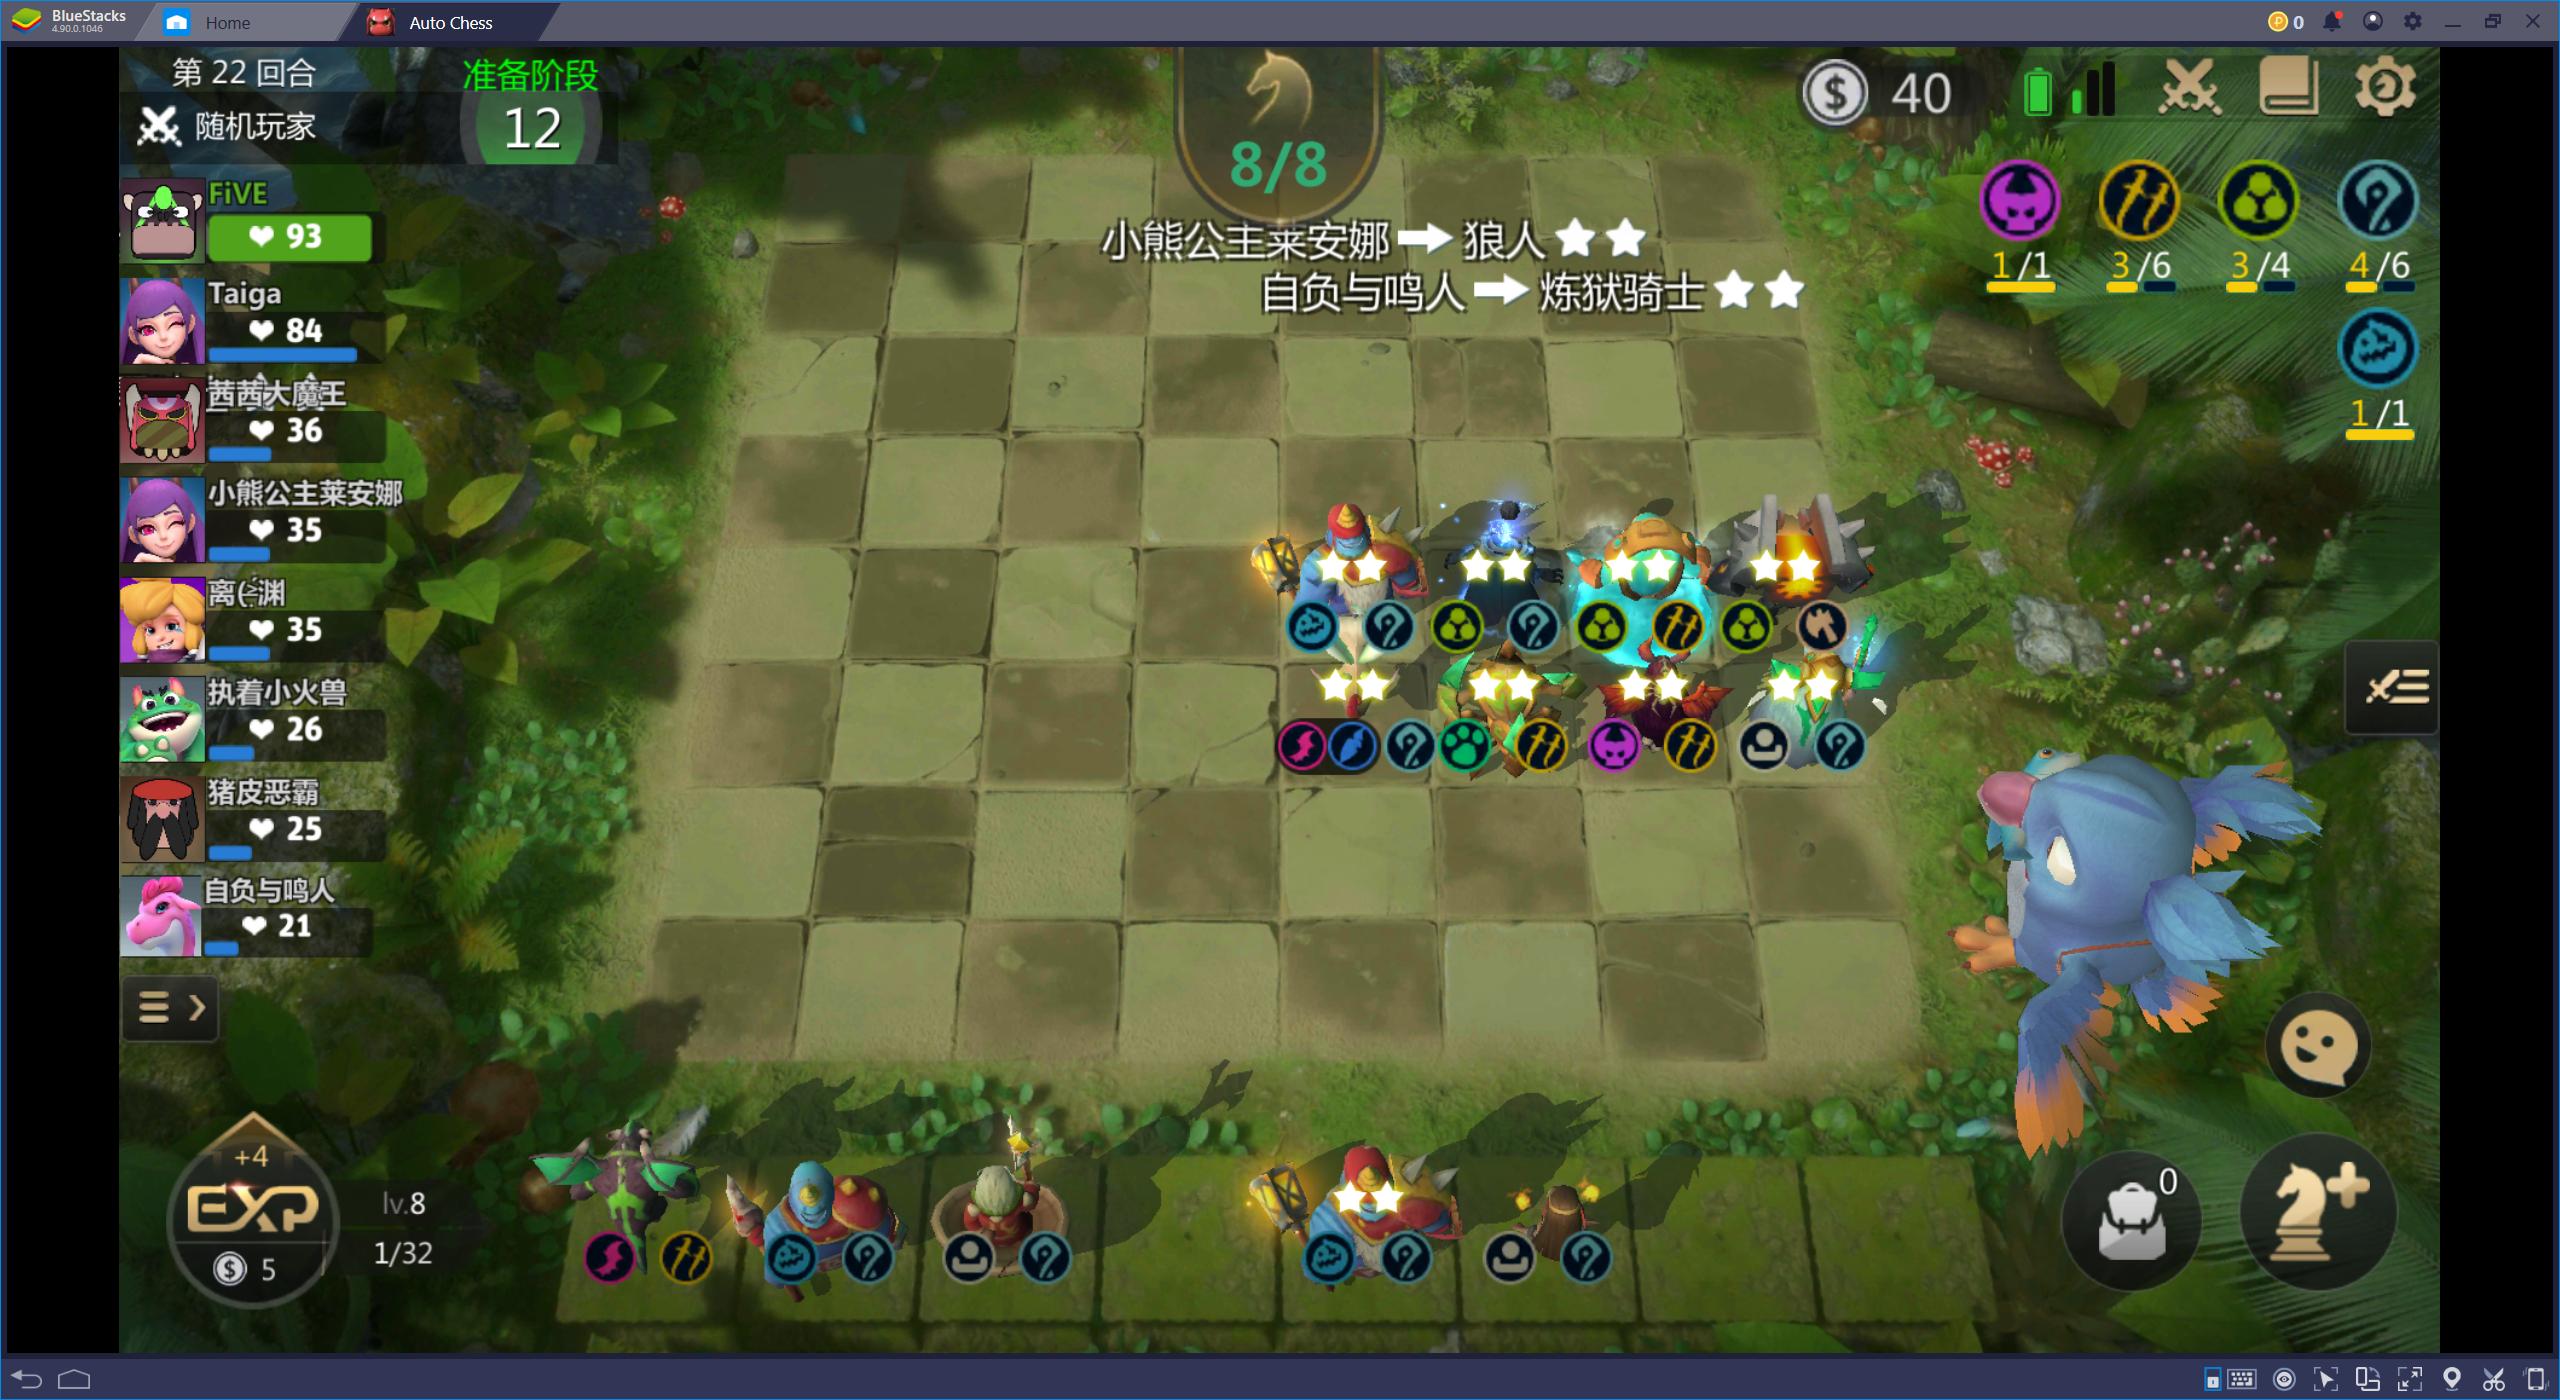 BlueStacks
4.90.0.1046
Home
Auto Chess
0
第 22 回合
准备阶段
随机玩家
12
8/8
40
小熊公主莱安娜 → 狼人 ★★
自负与鸣人 → 炼狱骑士 ★★
1/1
3/6
3/4
4/6
1/1
FiVE
93
Taiga
84
茜茜大魔王
36
小熊公主莱安娜
35
离(≥渊
35
执着小火兽
26
猪皮恶霸
25
自负与鸣人
21
+4
EXP
5
lv.8
1/32
0